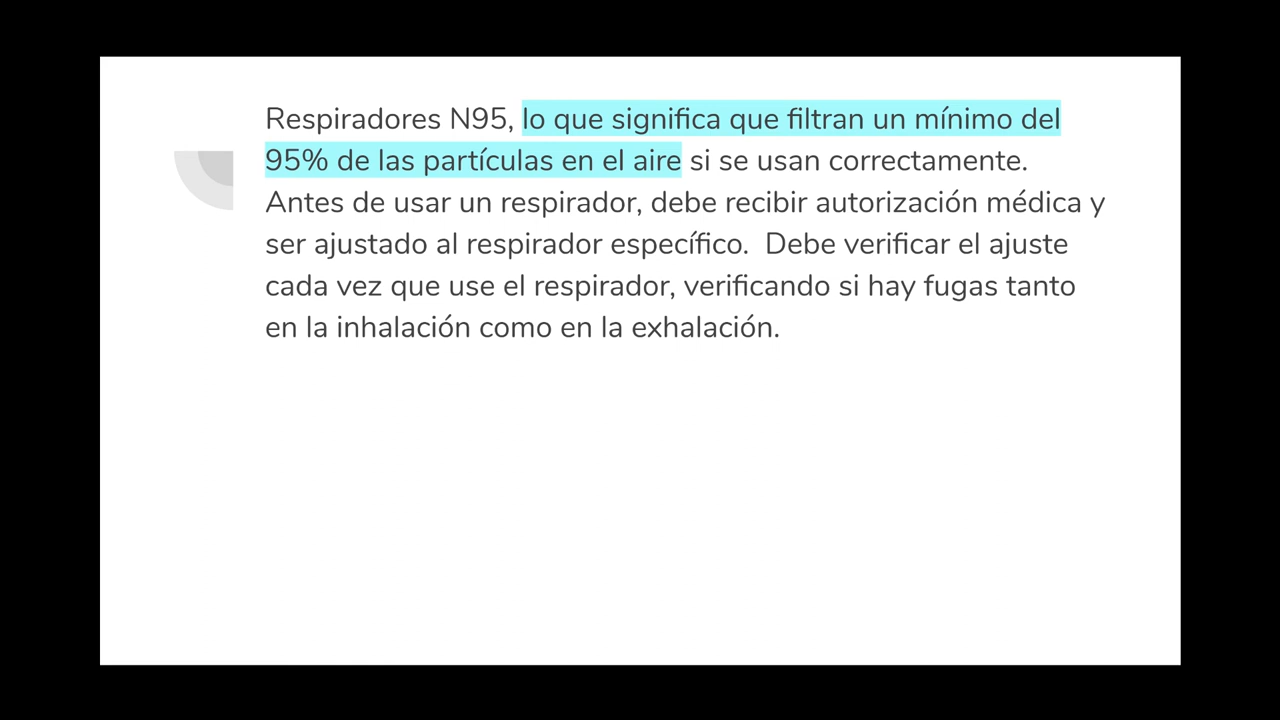 Respiradores N95, lo que significa que filtran un mínimo del
95% de las partículas en el aire si se usan correctamente.
Antes de usar un respirador, debe recibir autorización médica y
ser ajustado al respirador específico.  Debe verificar el ajuste
cada vez que use el respirador, verificando si hay fugas tanto
en la inhalación como en la exhalación.